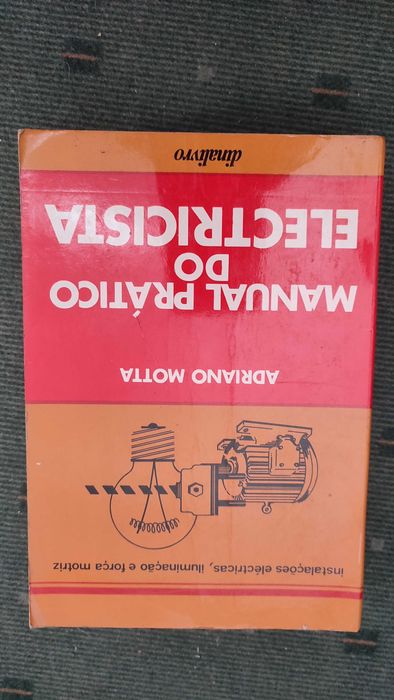 instalações eléctricas, iluminação e força motriz
ADRIANO MOTTA
MANUAL PRÁTICO
DO
ELECTRICISTA
dinalivro